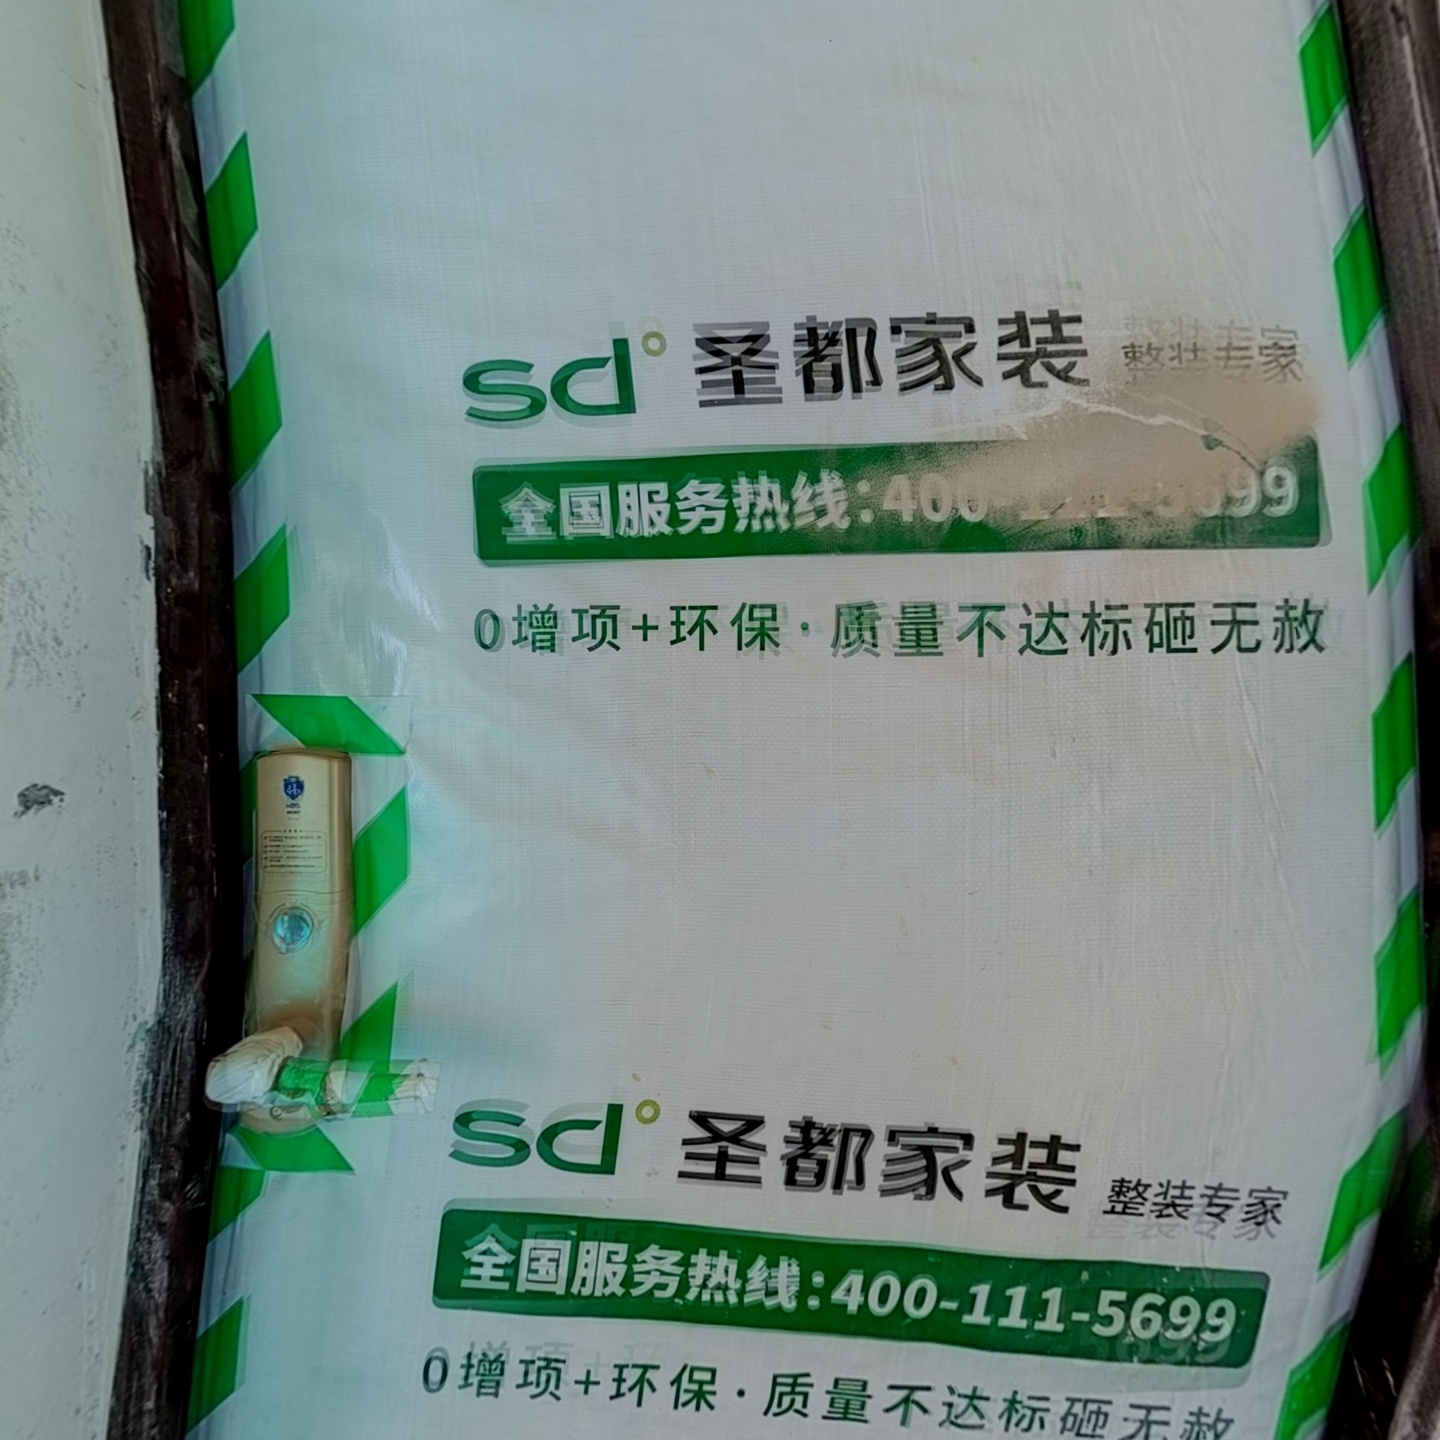 sd 圣都家装 整装专家
全国服务热线:400-111-5699
0增项+环保·质量不达标砸无赦
sd 圣都家装 整装专家
全国服务热线:400-111-5699
0增项+环保·质量不达标砸无赦